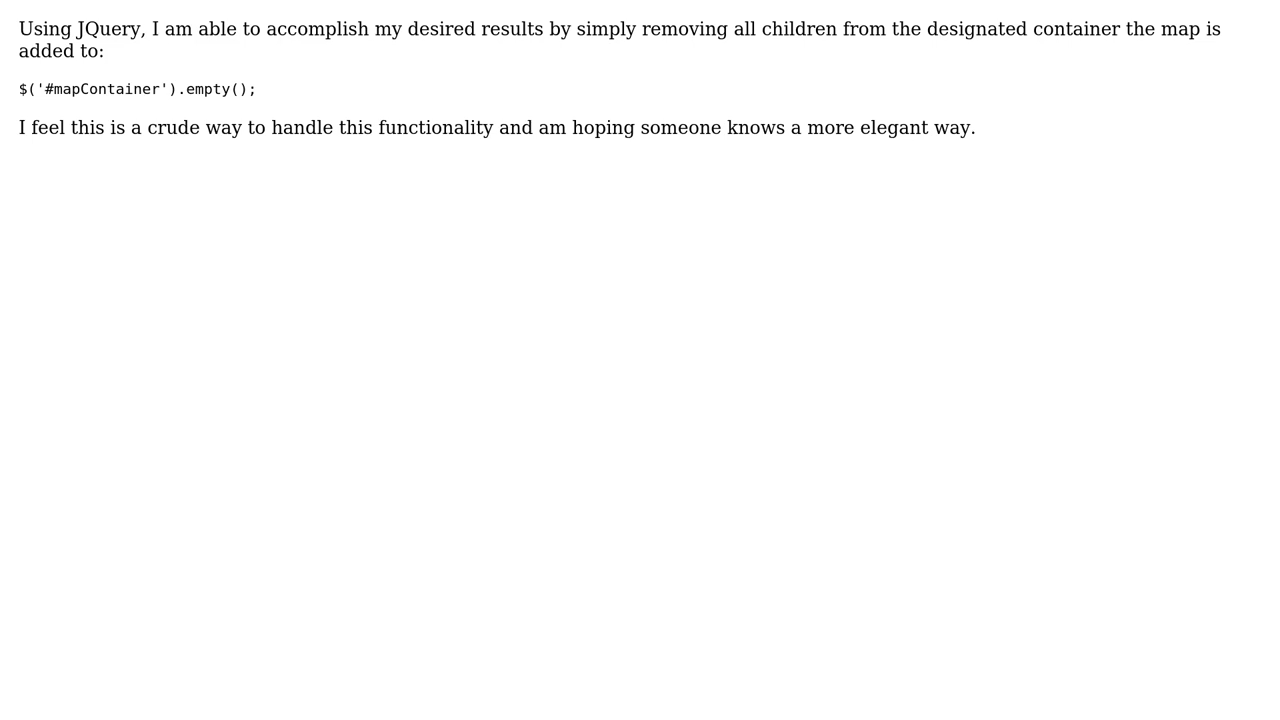 Using JQuery, I am able to accomplish my desired results by simply removing all children from the designated container the map is
added to:
$('#mapContainer').empty();
I feel this is a crude way to handle this functionality and am hoping someone knows a more elegant way.